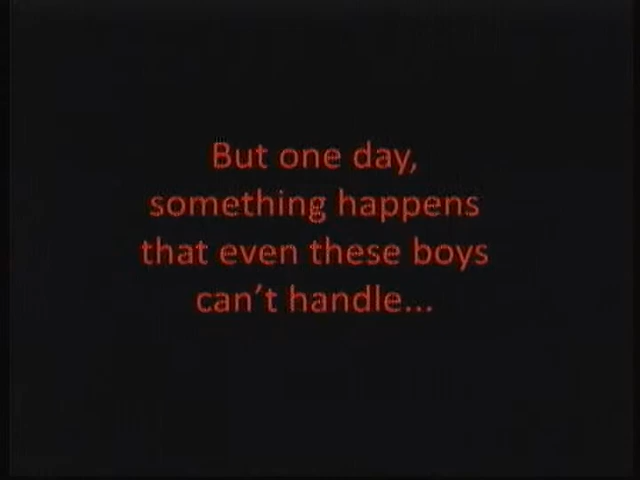 But one day,
something happens
that even these boys
can't handle...